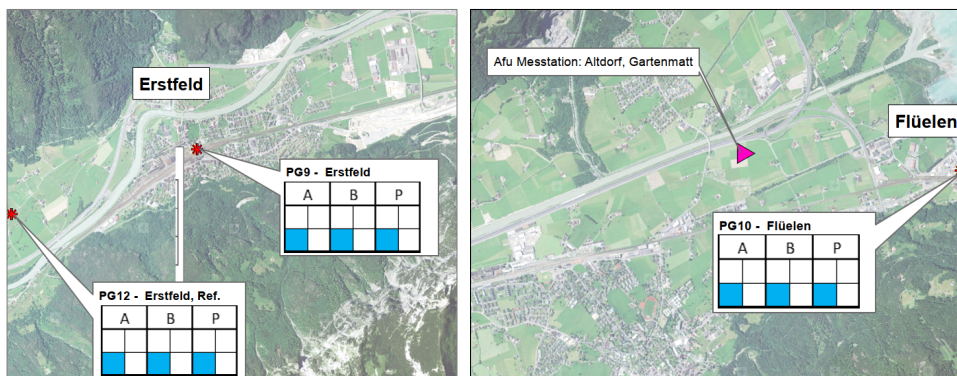 Erstfeld
PG9 - Erstfeld
A B P
PG12 - Erstfeld, Ref.
A B P
Afu Messtation: Altdorf, Gartenmatt
Flüelen
PG10 - Flüelen
A B P